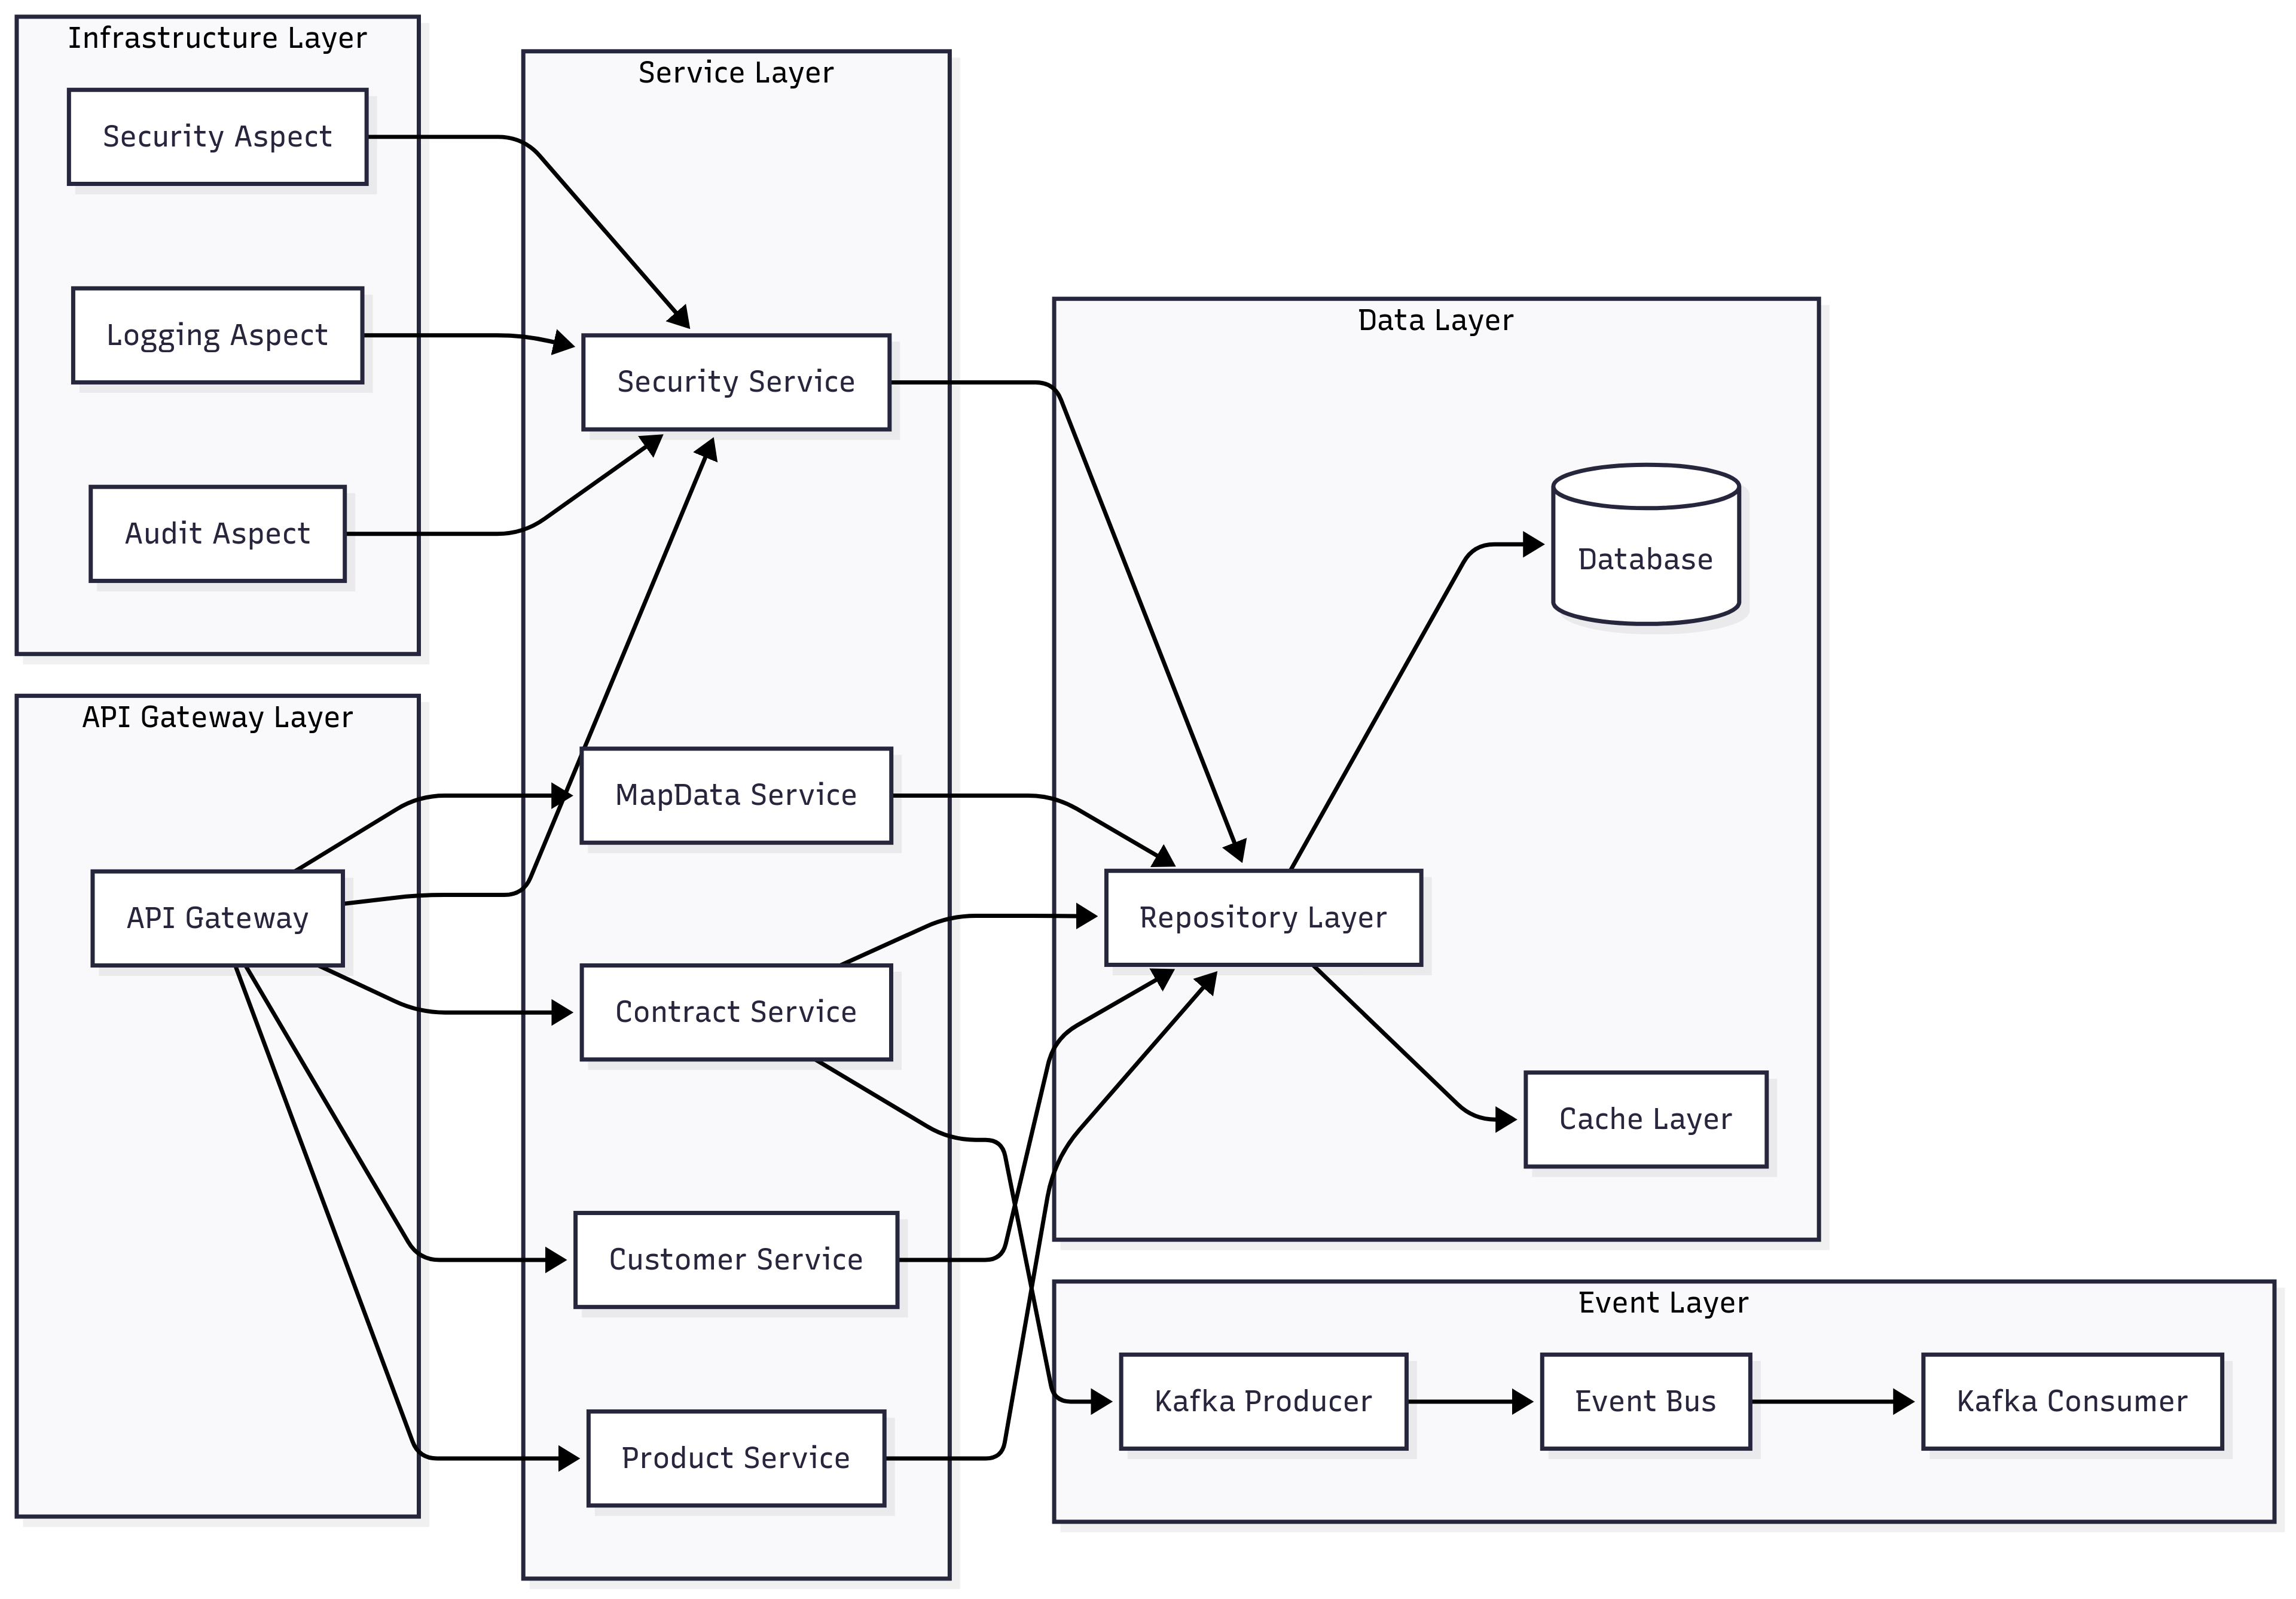 Infrastructure Layer
Security Aspect
Logging Aspect
Audit Aspect
API Gateway Layer
API Gateway
Service Layer
Security Service
MapData Service
Contract Service
Customer Service
Product Service
Data Layer
Database
Repository Layer
Cache Layer
Event Layer
Kafka Producer
Event Bus
Kafka Consumer